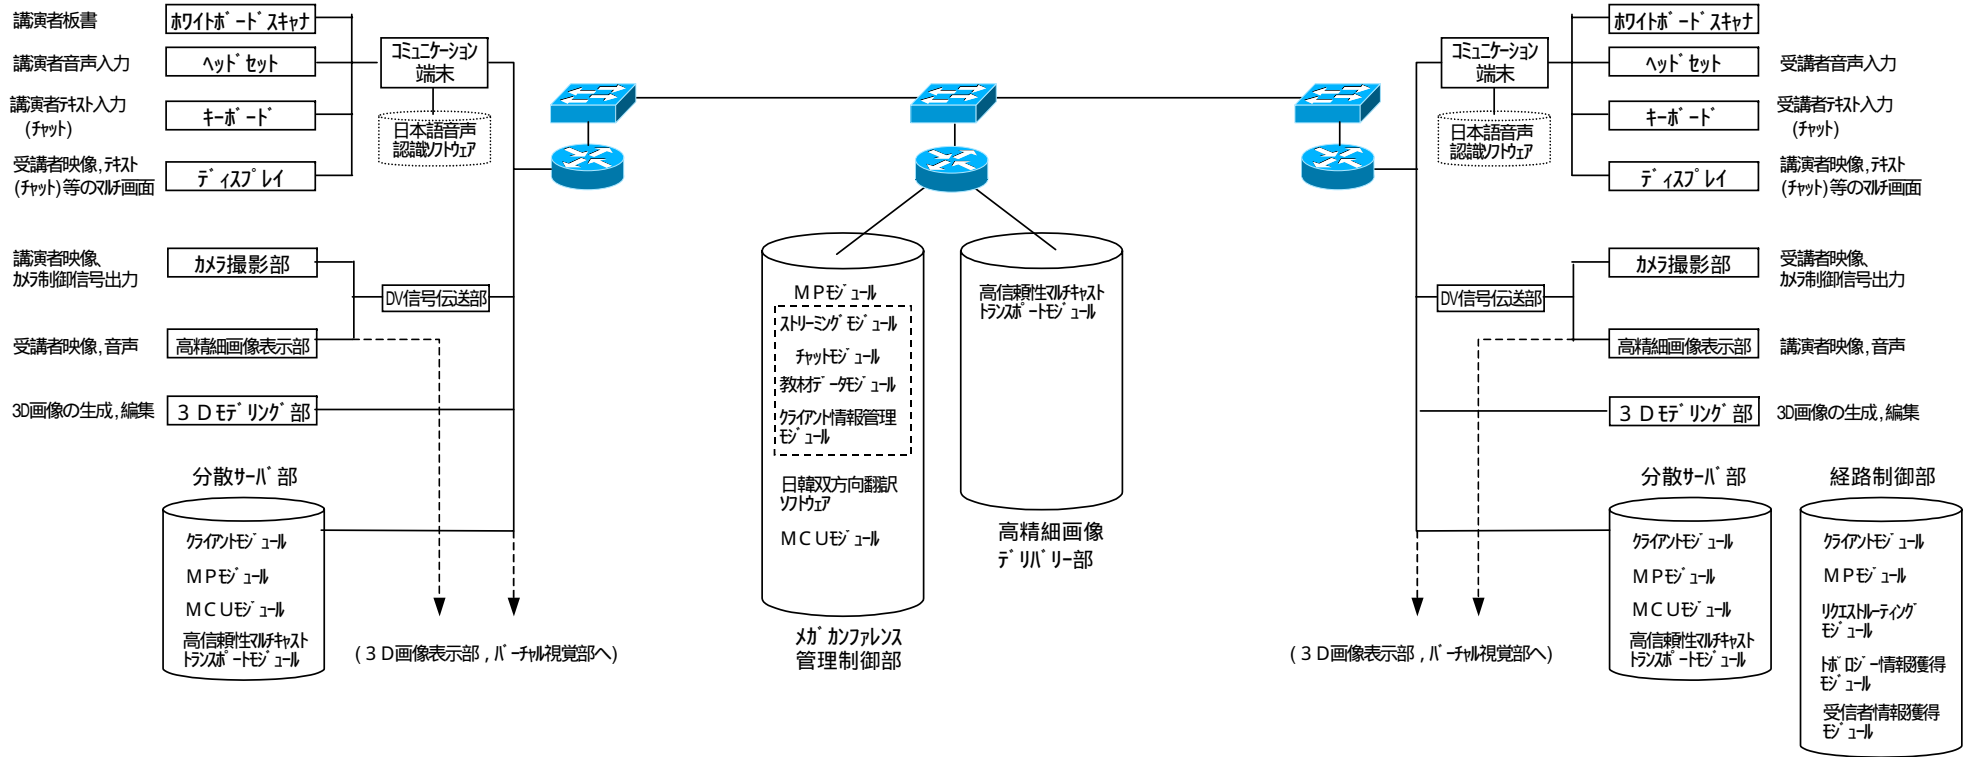 講演者板書
ﾎﾜｲﾄﾎﾞｰﾄﾞｽｷｬﾅ
講演者音声入力
ﾍｯﾄﾞｾｯﾄ
講演者ﾃｷｽﾄ入力
(ﾁｬｯﾄ)
ｷｰﾎﾞｰﾄﾞ
受講者映像,ﾃｷｽﾄ
(ﾁｬｯﾄ)等のﾏﾙﾁ画面
ﾃﾞｨｽﾌﾟﾚｲ
ｺﾐｭﾆｹｰｼｮﾝ
端末
日本語音声
認識ｿﾌﾄｳｪｱ
講演者映像、
ｶﾒﾗ制御信号出力
ｶﾒﾗ撮影部
DV信号伝送部
受講者映像,音声
高精細画像表示部
3D画像の生成,編集
３Ｄﾓﾃﾞﾘﾝｸﾞ部
分散ｻｰﾊﾞ部
ｸﾗｲｱﾝﾄﾓｼﾞｭｰﾙ
ＭＰﾓｼﾞｭｰﾙ
ＭＣＵﾓｼﾞｭｰﾙ
高信頼性ﾏﾙﾁｷｬｽﾄ
ﾄﾗﾝｽﾎﾟｰﾄﾓｼﾞｭｰﾙ
(３Ｄ画像表示部,ﾊﾞｰﾁｬﾙ視覚部へ)
ＭＰﾓｼﾞｭｰﾙ
ｽﾄﾘｰﾐﾝｸﾞﾓｼﾞｭｰﾙ
ﾁｬｯﾄﾓｼﾞｭｰﾙ
教材ﾃﾞｰﾀﾓｼﾞｭｰﾙ
ｸﾗｲｱﾝﾄ情報管理
ﾓｼﾞｭｰﾙ
日韓双方向翻訳
ｿﾌﾄｳｪｱ
ＭＣＵﾓｼﾞｭｰﾙ
ﾒｶﾞｶﾝﾌｧﾚﾝｽ
管理制御部
高信頼性ﾏﾙﾁｷｬｽﾄ
ﾄﾗﾝｽﾎﾟｰﾄﾓｼﾞｭｰﾙ
高精細画像
ﾃﾞﾘﾊﾞﾘｰ部
ｺﾐｭﾆｹｰｼｮﾝ
端末
日本語音声
認識ｿﾌﾄｳｪｱ
ﾎﾜｲﾄﾎﾞｰﾄﾞｽｷｬﾅ
ﾍｯﾄﾞｾｯﾄ
受講者音声入力
ｷｰﾎﾞｰﾄﾞ
受講者ﾃｷｽﾄ入力
(ﾁｬｯﾄ)
ﾃﾞｨｽﾌﾟﾚｲ
講演者映像,ﾃｷｽﾄ
(ﾁｬｯﾄ)等のﾏﾙﾁ画面
ｶﾒﾗ撮影部
受講者映像、
ｶﾒﾗ制御信号出力
DV信号伝送部
高精細画像表示部
講演者映像,音声
３Ｄﾓﾃﾞﾘﾝｸﾞ部
3D画像の生成,編集
(３Ｄ画像表示部,ﾊﾞｰﾁｬﾙ視覚部へ)
分散ｻｰﾊﾞ部
ｸﾗｲｱﾝﾄﾓｼﾞｭｰﾙ
ＭＰﾓｼﾞｭｰﾙ
ＭＣＵﾓｼﾞｭｰﾙ
高信頼性ﾏﾙﾁｷｬｽﾄ
ﾄﾗﾝｽﾎﾟｰﾄﾓｼﾞｭｰﾙ
経路制御部
ｸﾗｲｱﾝﾄﾓｼﾞｭｰﾙ
ＭＰﾓｼﾞｭｰﾙ
ﾘｸｴｽﾄﾙｰﾃｨﾝｸﾞ
ﾓｼﾞｭｰﾙ
ﾄﾎﾟﾛｼﾞｰ情報獲得
ﾓｼﾞｭｰﾙ
受信者情報獲得
ﾓｼﾞｭｰﾙ